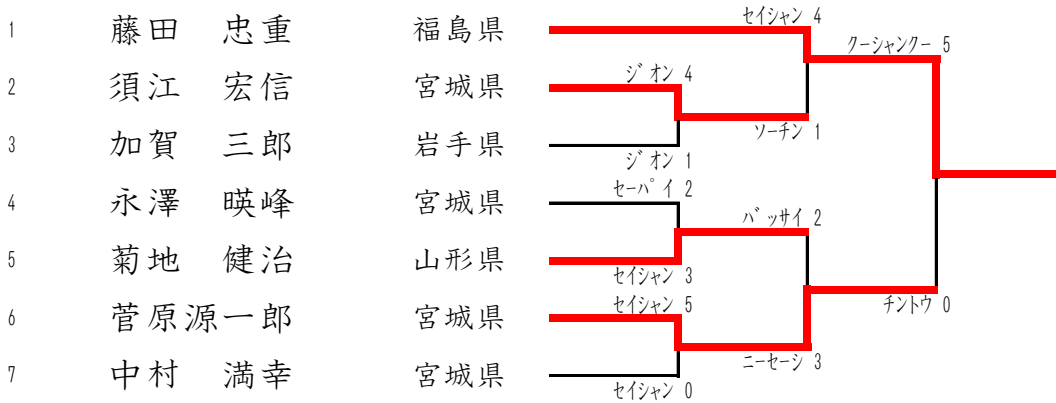 1 藤田 忠重 福島県
2 須江 宏信 宮城県
3 加賀 三郎 岩手県
4 永澤 暎峰 宮城県
5 菊地 健治 山形県
6 菅原源一郎 宮城県
7 中村 満幸 宮城県
セイシャン 4
ジオン 4
ジオン 1
セーパイ 2
セイシャン 3
セイシャン 5
セイシャン 0
ソーチン 1
バッサイ 2
ニーセーシ 3
クーシャンクー 5
チントウ 0